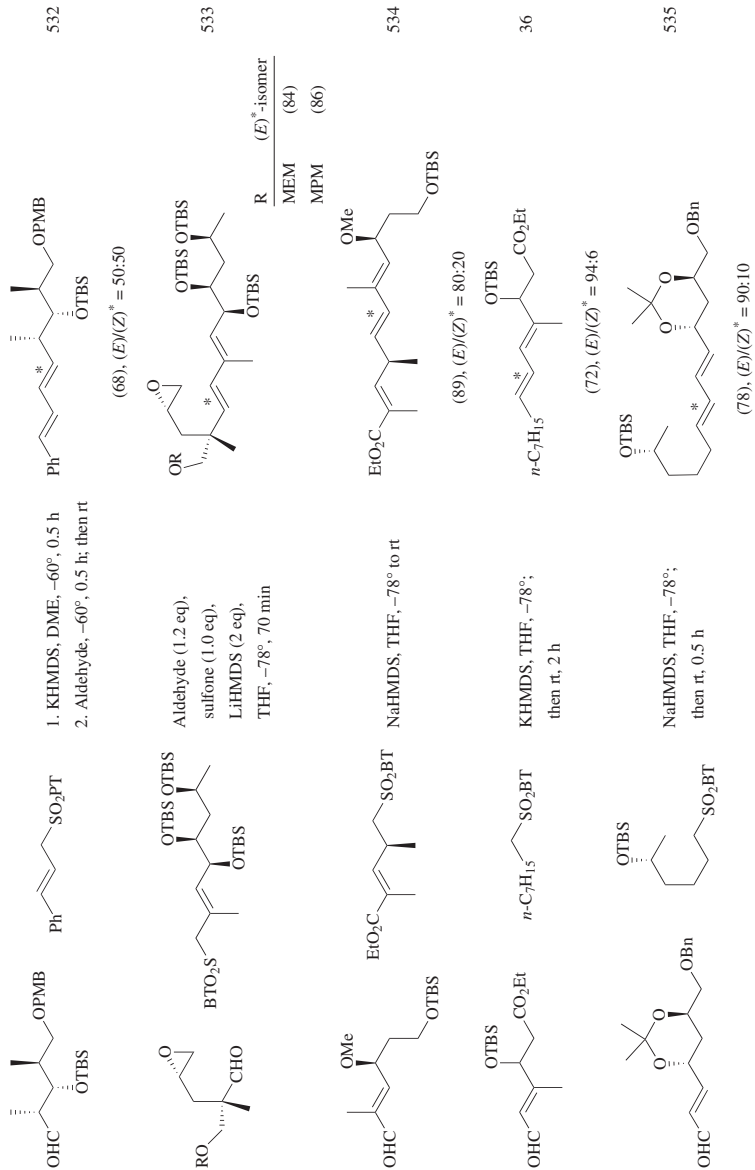 OHC
OTBS
OPMB
Ph
SO₂PT
1. KHMDS, DME, –60°, 0.5 h
2. Aldehyde, –60°, 0.5 h; then rt
Ph
*
OTBS
OPMB
(68), (E)/(Z)* = 50:50
532
RO
O
CHO
BTO₂S
OTBS OTBS
OTBS
Aldehyde (1.2 eq),
sulfone (1.0 eq),
LiHMDS (2 eq),
THF, –78°, 70 min
OR
O
*
OTBS OTBS
OTBS
R (E)*-isomer
MEM (84)
MPM (86)
533
OHC
OMe
OTBS
EtO₂C
SO₂BT
NaHMDS, THF, –78° to rt
EtO₂C
*
OMe
OTBS
(89), (E)/(Z)* = 80:20
534
OHC
OTBS
CO₂Et
n-C₇H₁₅
SO₂BT
KHMDS, THF, –78°;
then rt, 2 h
n-C₇H₁₅
*
OTBS
CO₂Et
(72), (E)/(Z)* = 94:6
36
OHC
O
O
OBn
OTBS
SO₂BT
NaHMDS, THF, –78°;
then rt, 0.5 h
OTBS
*
O
O
OBn
(78), (E)/(Z)* = 90:10
535